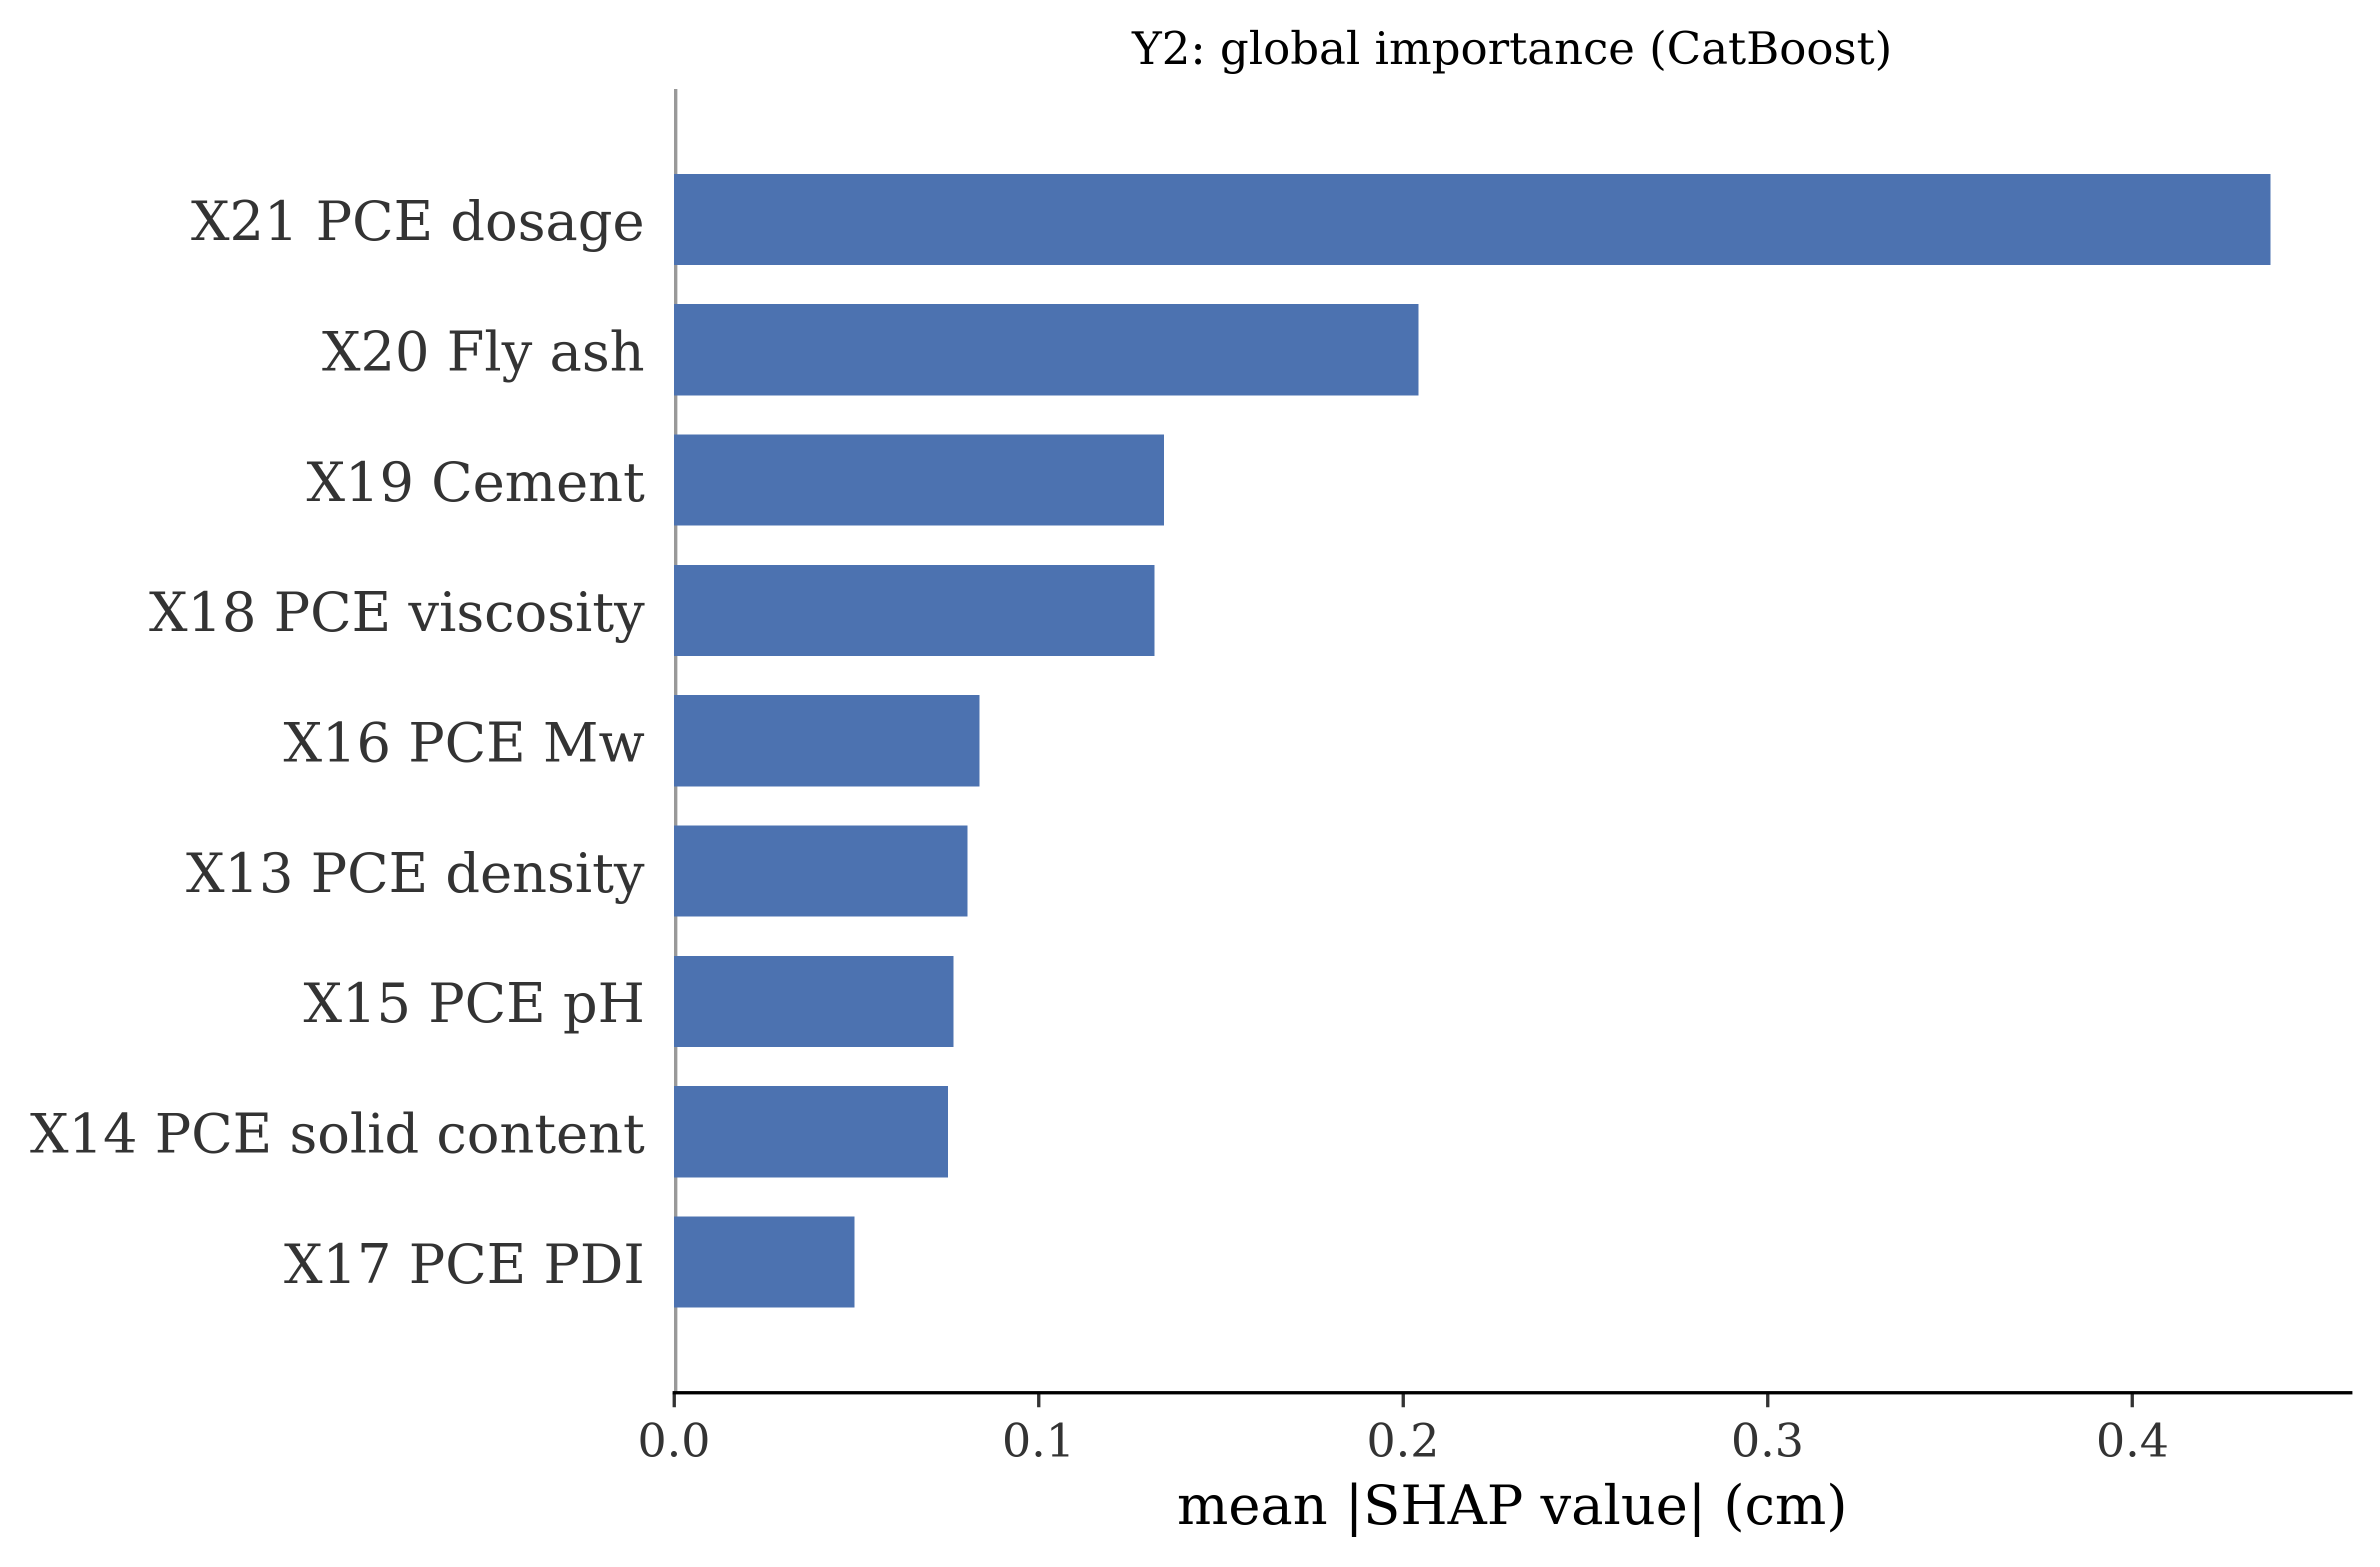 Y2: global importance (CatBoost)
X21 PCE dosage
X20 Fly ash
X19 Cement
X18 PCE viscosity
X16 PCE Mw
X13 PCE density
X15 PCE pH
X14 PCE solid content
X17 PCE PDI
0.0 0.1 0.2 0.3 0.4
mean |SHAP value| (cm)